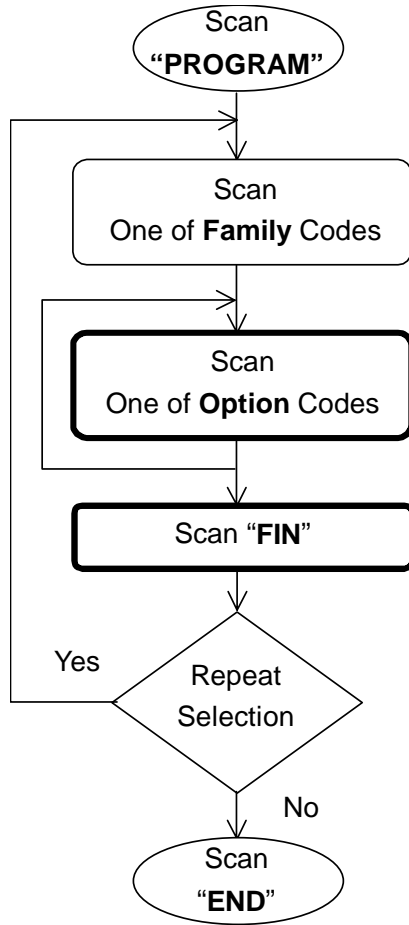 Scan
“PROGRAM”
Scan
One of Family Codes
Scan
One of Option Codes
Scan “FIN”
Yes
Repeat
Selection
No
Scan
“END”